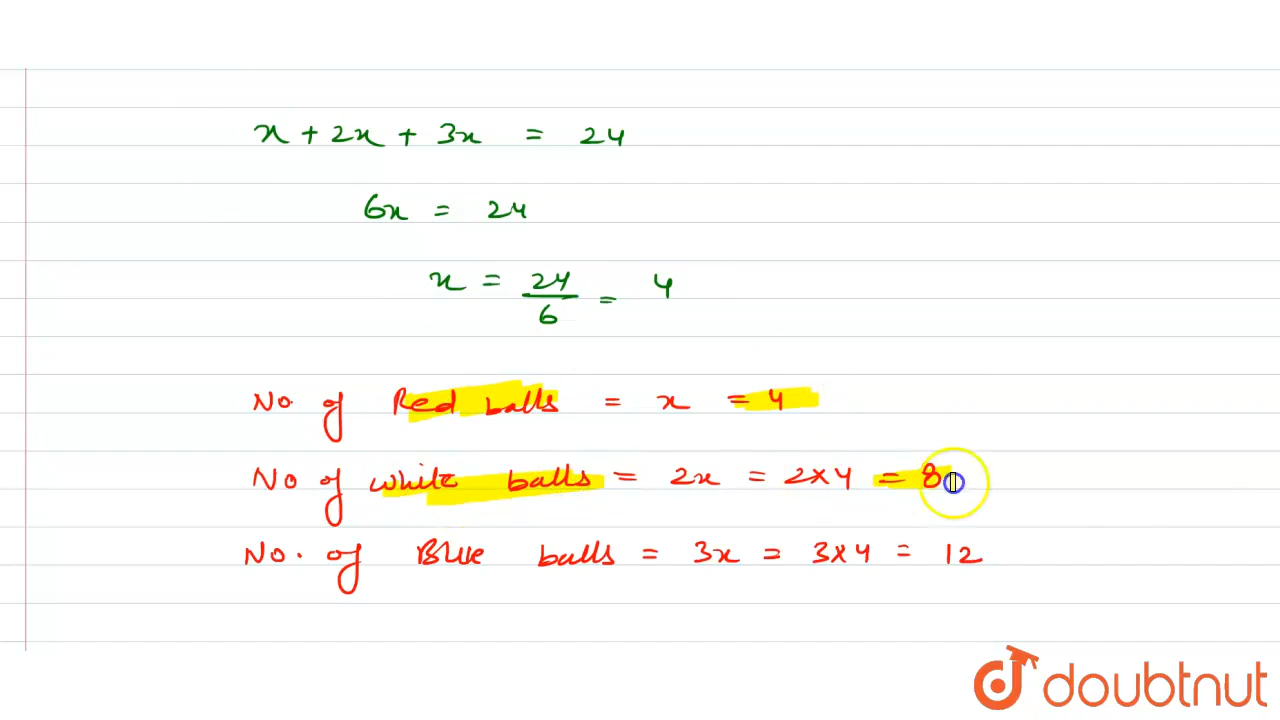 x + 2x + 3x = 24
6x = 24
x = 24/6 = 4
No. of Red balls = x = 4
No of white balls = 2x = 2x4 = 8
No. of Blue balls = 3x = 3x4 = 12
doubtnut